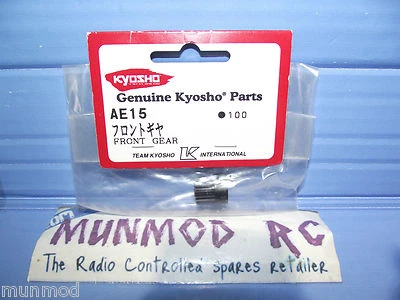 KYOSHO
Genuine Kyosho® Parts
AE15
●100
フロントギヤ
FRONT GEAR
TEAM KYOSHO K INTERNATIONAL
MUNMOD RC
The Radio Controlled spares retailer
munmod